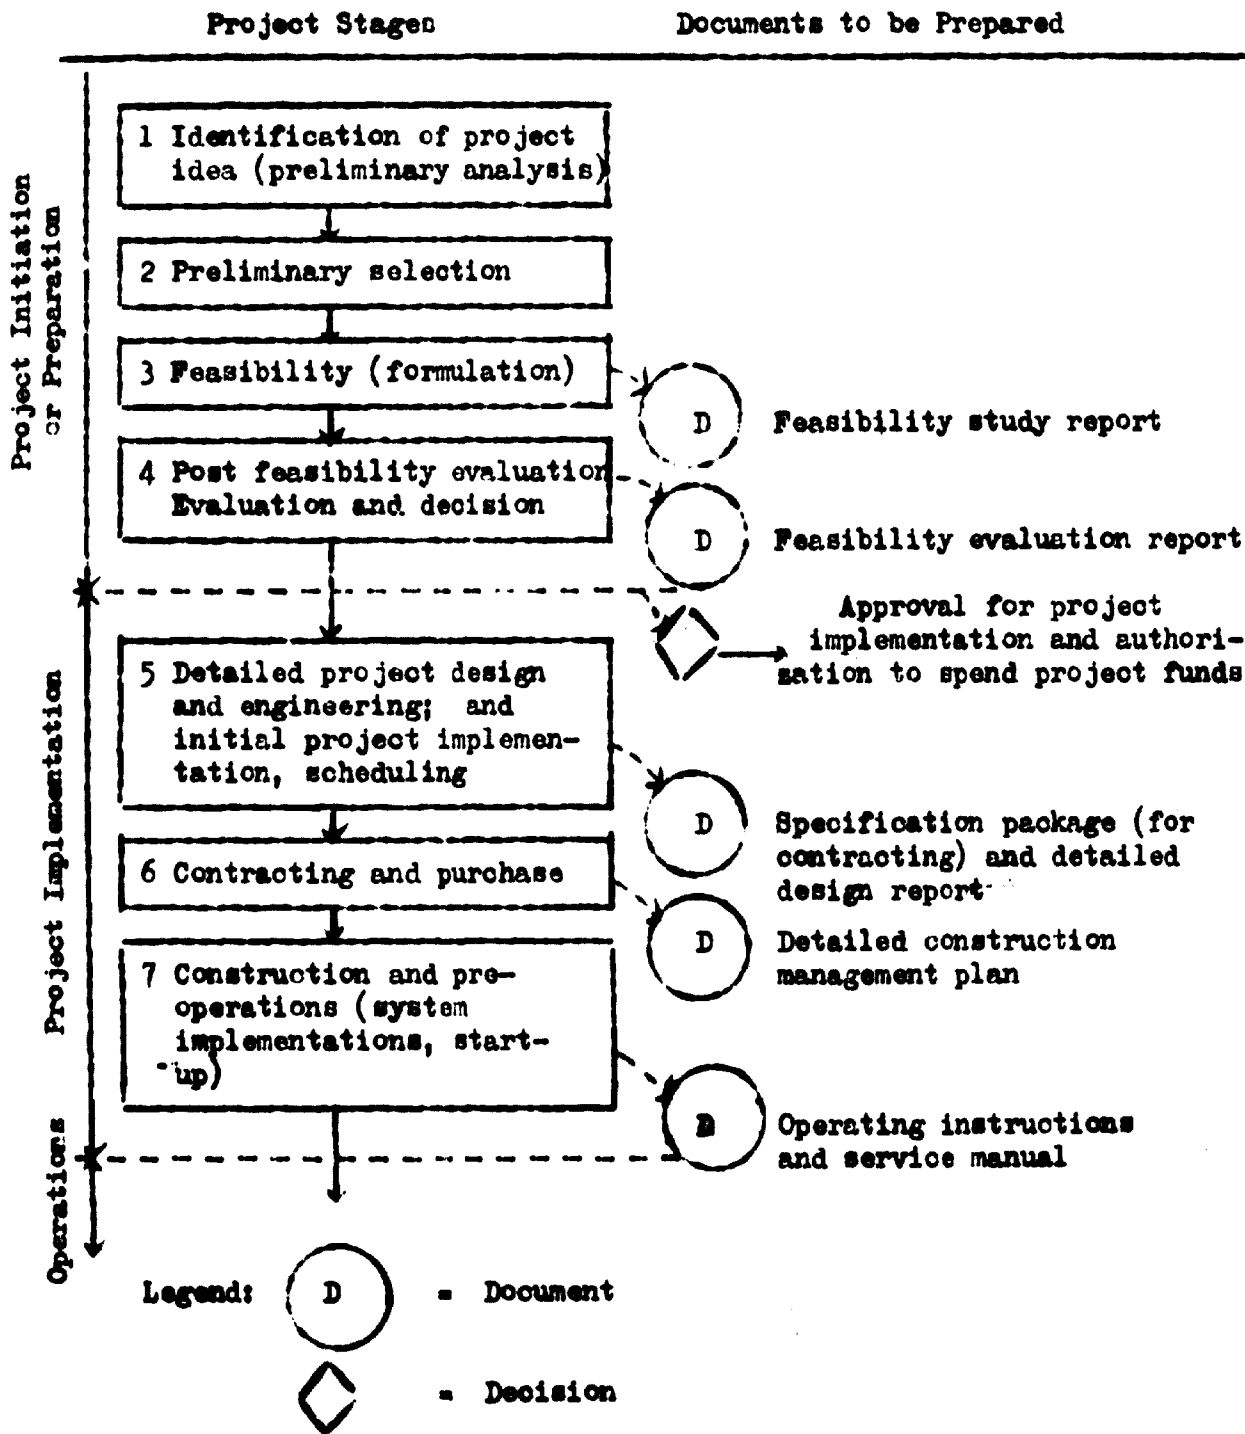 Project Stages
Documents to be Prepared
Project Initiation
or Preparation
1 Identification of project
idea (preliminary analysis)
2 Preliminary selection
3 Feasibility (formulation)
D
Feasibility study report
4 Post feasibility evaluation
Evaluation and decision
D
Feasibility evaluation report
Approval for project
implementation and authori-
zation to spend project funds
Project Implementation
5 Detailed project design
and engineering; and
initial project implemen-
tation, scheduling
D
Specification package (for
contracting) and detailed
design report
6 Contracting and purchase
D
Detailed construction
management plan
7 Construction and pre-
operations (system
implementations, start-
up)
D
Operating instructions
and service manual
Operations
Legend:
D
= Document
= Decision